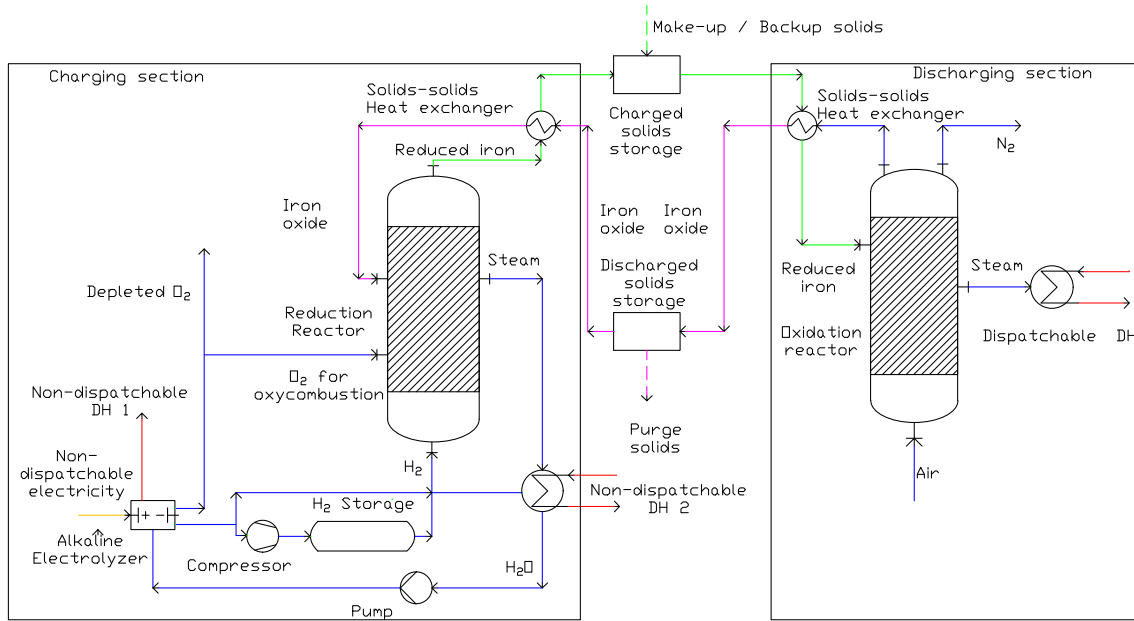 Make-up / Backup solids
Charging section
Discharging section
Solids-solids
Heat exchanger
Charged
solids
storage
Solids-solids
Heat exchanger
N2
Reduced iron
Iron
oxide
Iron
oxide
Iron
oxide
Steam
Discharged
solids
storage
Reduced
iron
Steam
Depleted O2
Reduction
Reactor
Oxidation
reactor
Dispatchable
DH
O2 for
oxycombustion
Non-dispatchable
DH 1
Purge
solids
Non-
dispatchable
electricity
H2
Air
H2 Storage
Non-dispatchable
DH 2
+ -
Alkaline
Electrolyzer
Compressor
H2O
Pump